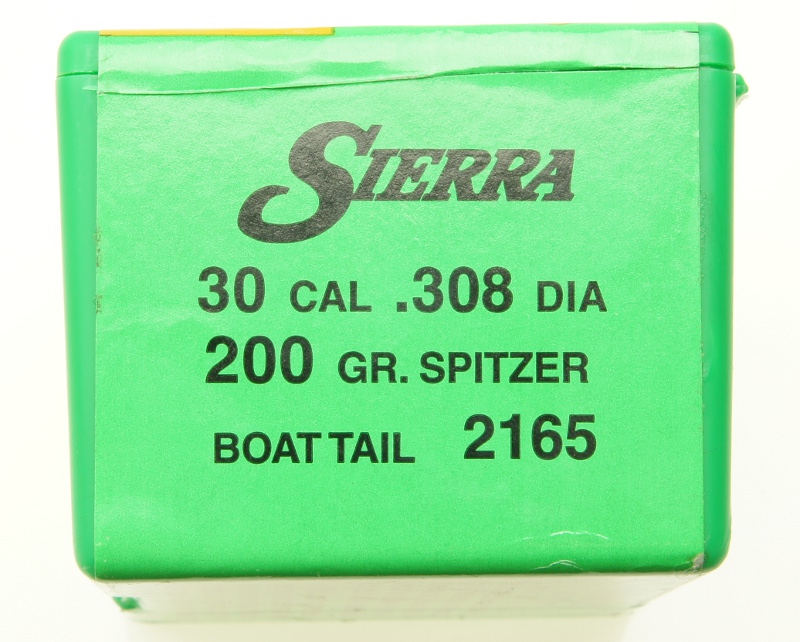 SIERRA
30 CAL .308 DIA
200 GR. SPITZER
BOAT TAIL 2165